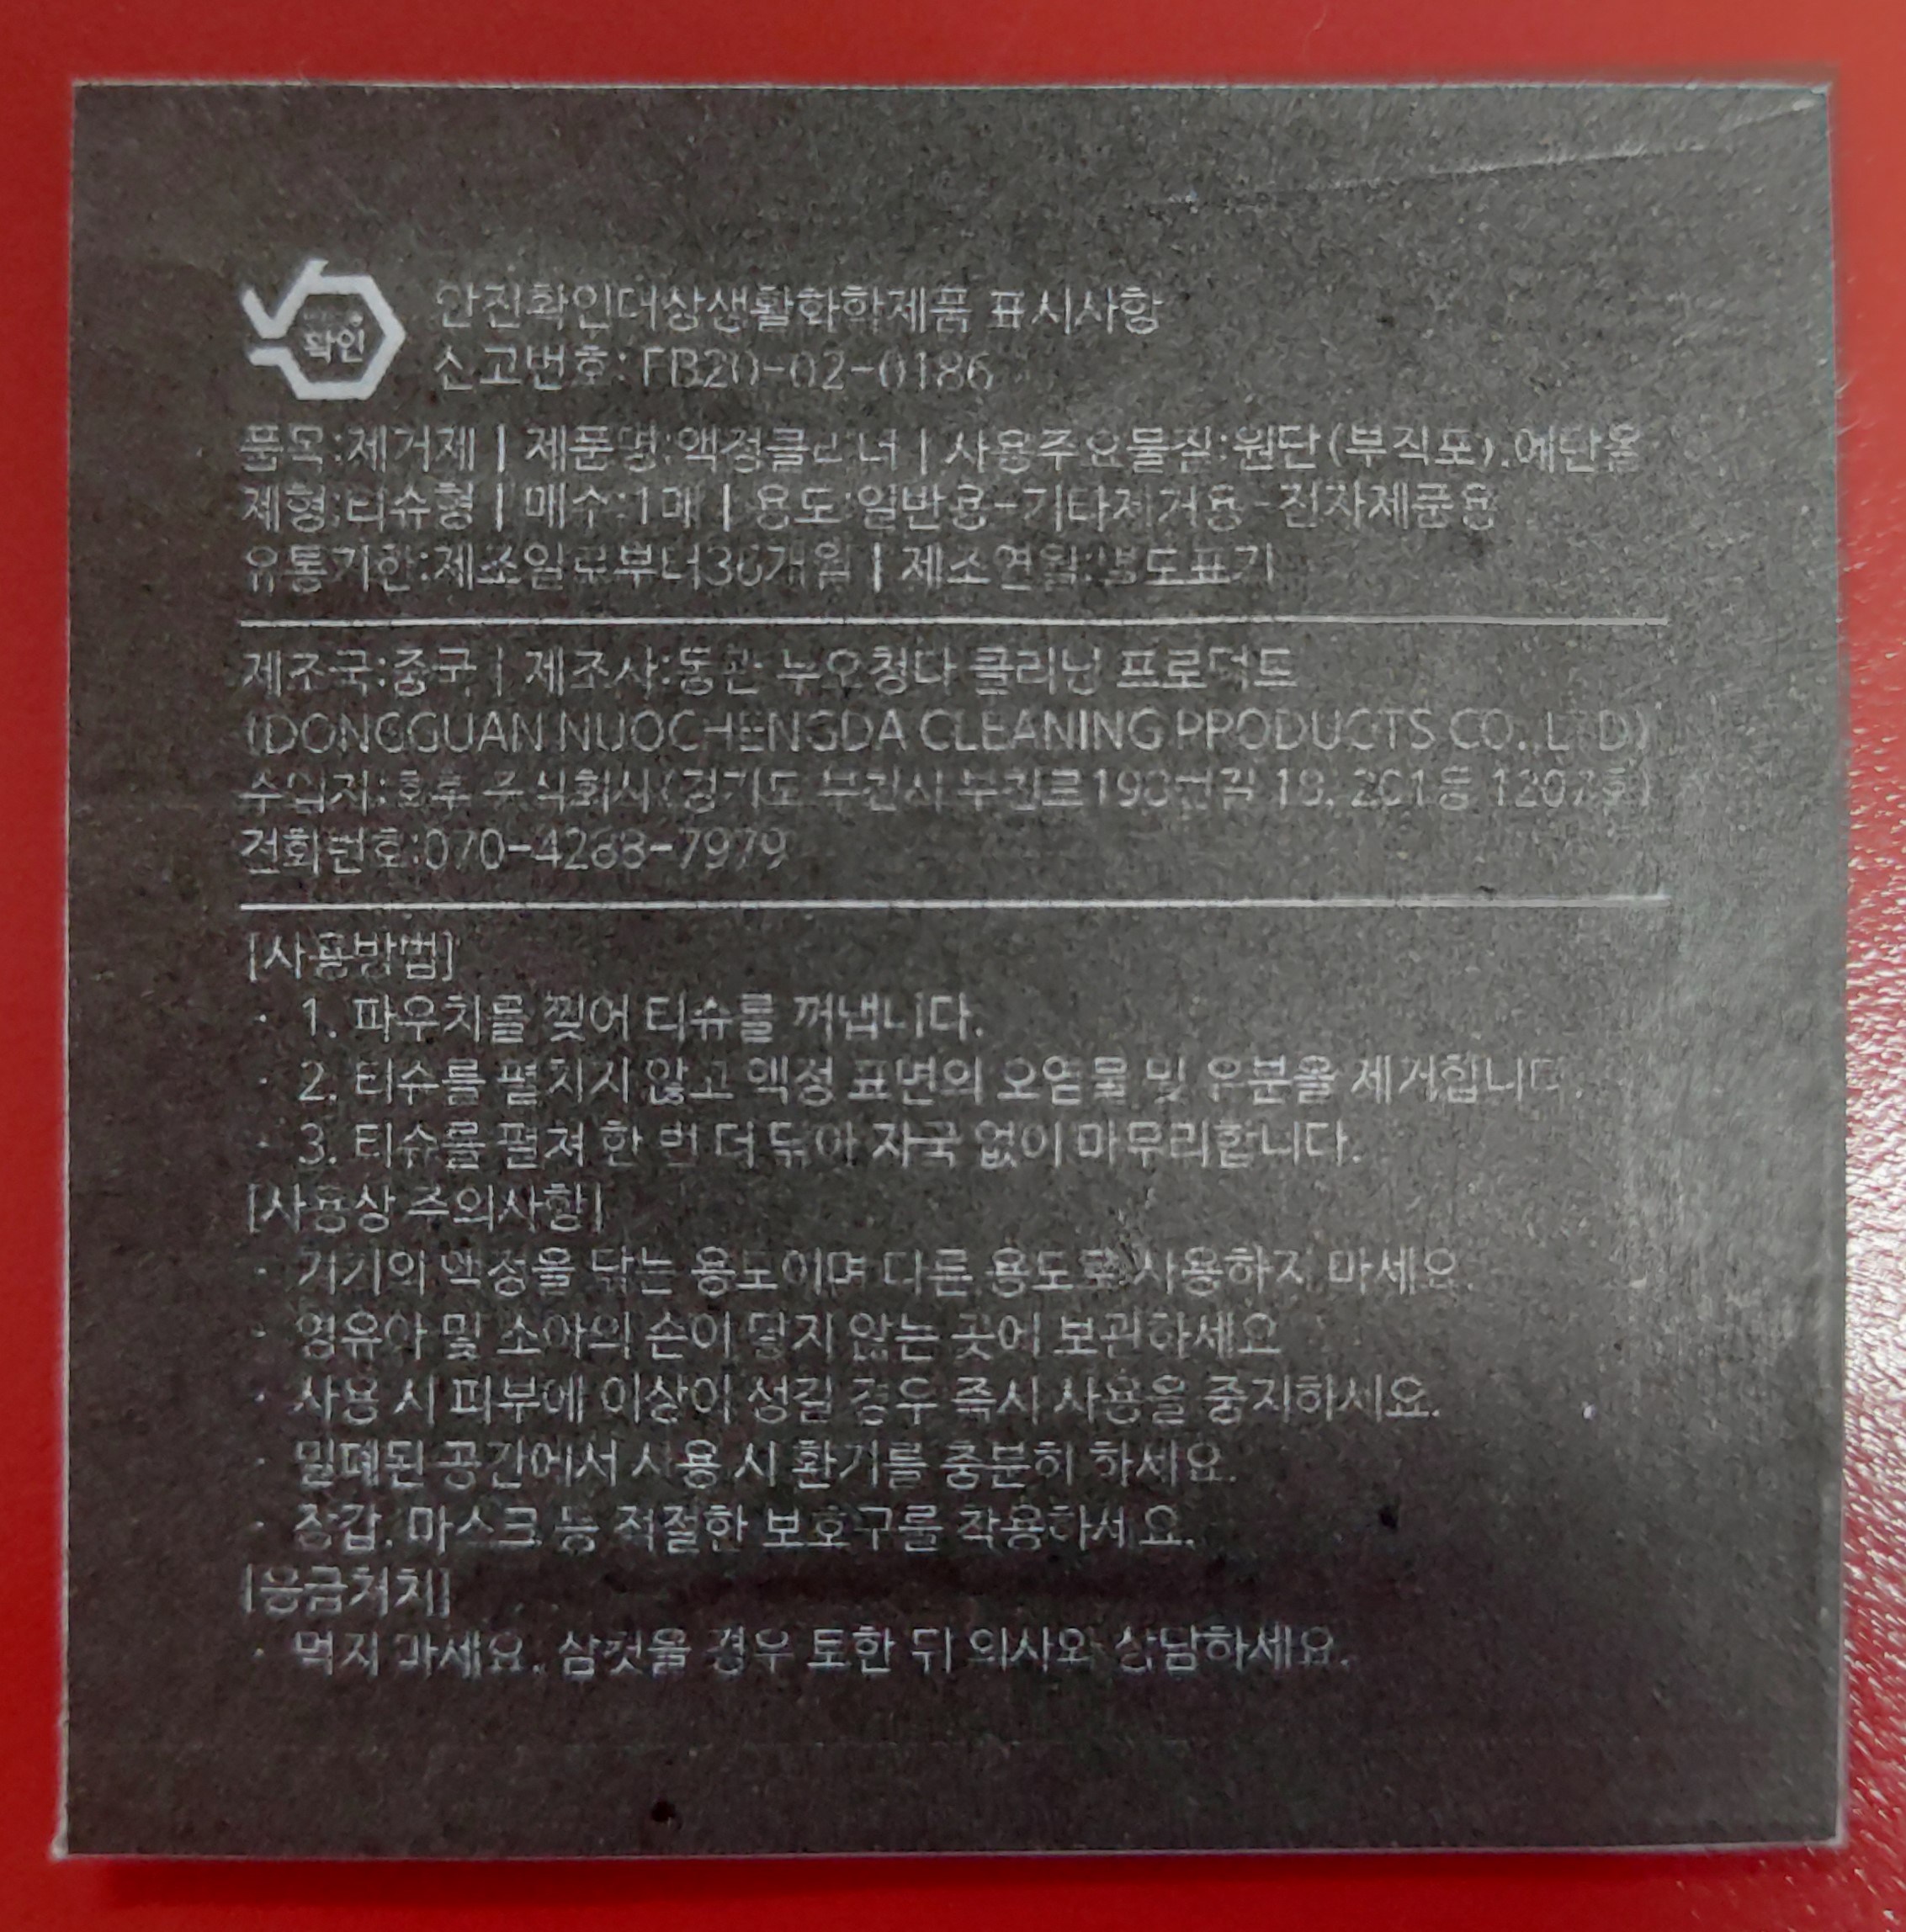 확인
안전확인대상생활화학제품 표시사항
신고번호:FB20-02-0186
품목:제거제 | 제품명:액정클리너 | 사용주요물질:원단(부직포),에탄올
제형:티슈형 | 매수:1매 | 용도:일반용-기타제거용-전자제품용
유통기한:제조일로부터36개월 | 제조연월:별도표기
제조국:중국 | 제조사:동관 누오청다 클리닝 프로덕트
(DONGGUAN NUOCHENGDA CLEANING PRODUCTS CO.,LTD)
수입자:호루 주식회사(경기도 부천시 부천로198번길 18, 201동 1207호)
전화번호:070-4288-7979
[사용방법]
· 1. 파우치를 찢어 티슈를 꺼냅니다.
· 2. 티슈를 펼치지 않고 액정 표면의 오염물 및 유분을 제거합니다.
· 3. 티슈를 펼쳐 한 번 더 닦아 자국 없이 마무리합니다.
[사용상 주의사항]
· 기기의 액정을 닦는 용도이며 다른 용도로 사용하지 마세요.
· 영유아 및 소아의 손이 닿지 않는 곳에 보관하세요
· 사용 시 피부에 이상이 생길 경우 즉시 사용을 중지하세요.
· 밀폐된 공간에서 사용 시 환기를 충분히 하세요.
· 장갑, 마스크 등 적절한 보호구를 착용하세요.
[응급처치]
· 먹지 마세요. 삼켰을 경우 토한 뒤 의사와 상담하세요.